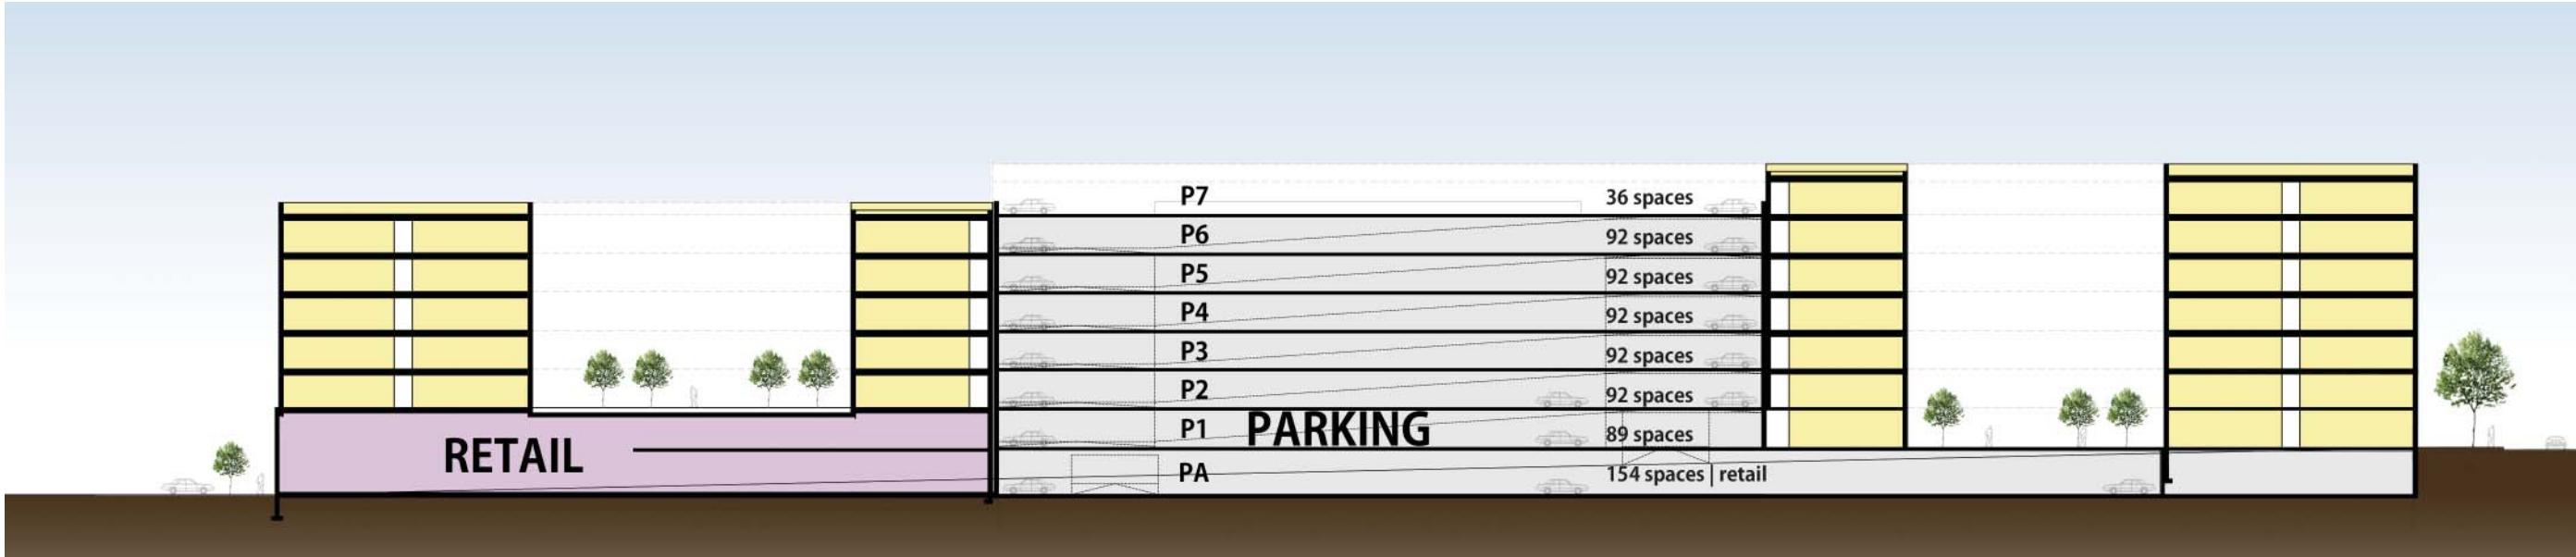 P7 36 spaces
P6 92 spaces
P5 92 spaces
P4 92 spaces
P3 92 spaces
P2 92 spaces
P1 PARKING 89 spaces
RETAIL
PA 154 spaces | retail